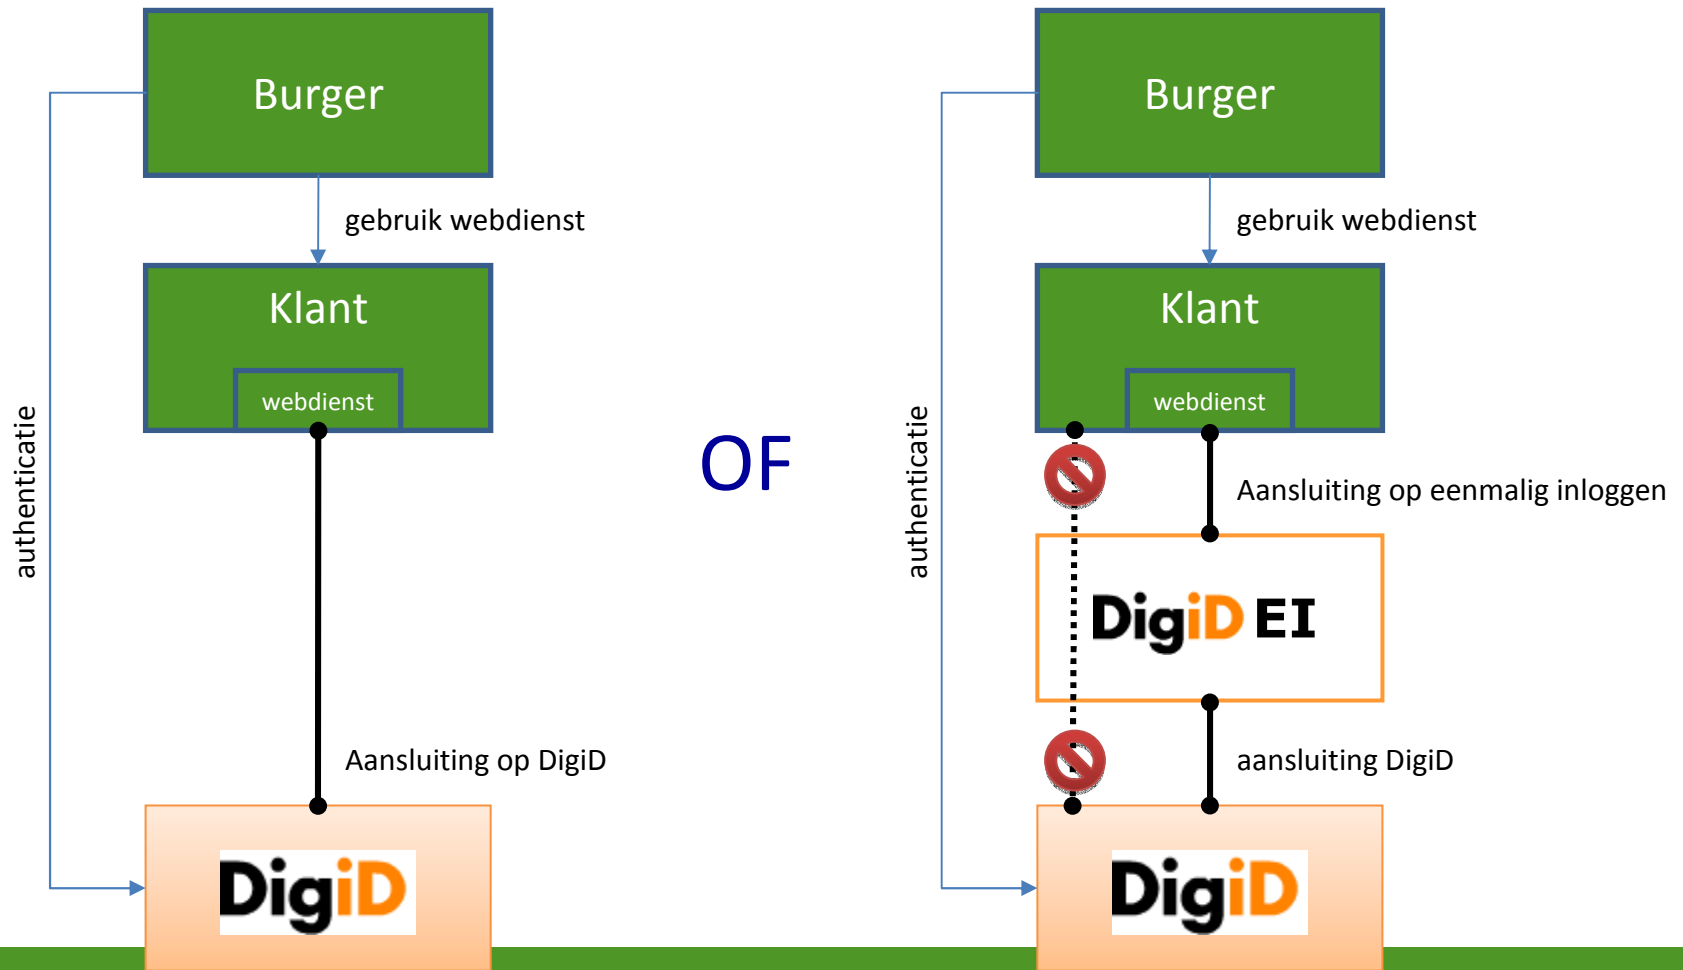 Burger
gebruik webdienst
Klant
webdienst
authenticatie
Aansluiting op DigiD
DigiD
OF
Burger
gebruik webdienst
Klant
webdienst
authenticatie
Aansluiting op eenmalig inloggen
DigiD EI
aansluiting DigiD
DigiD